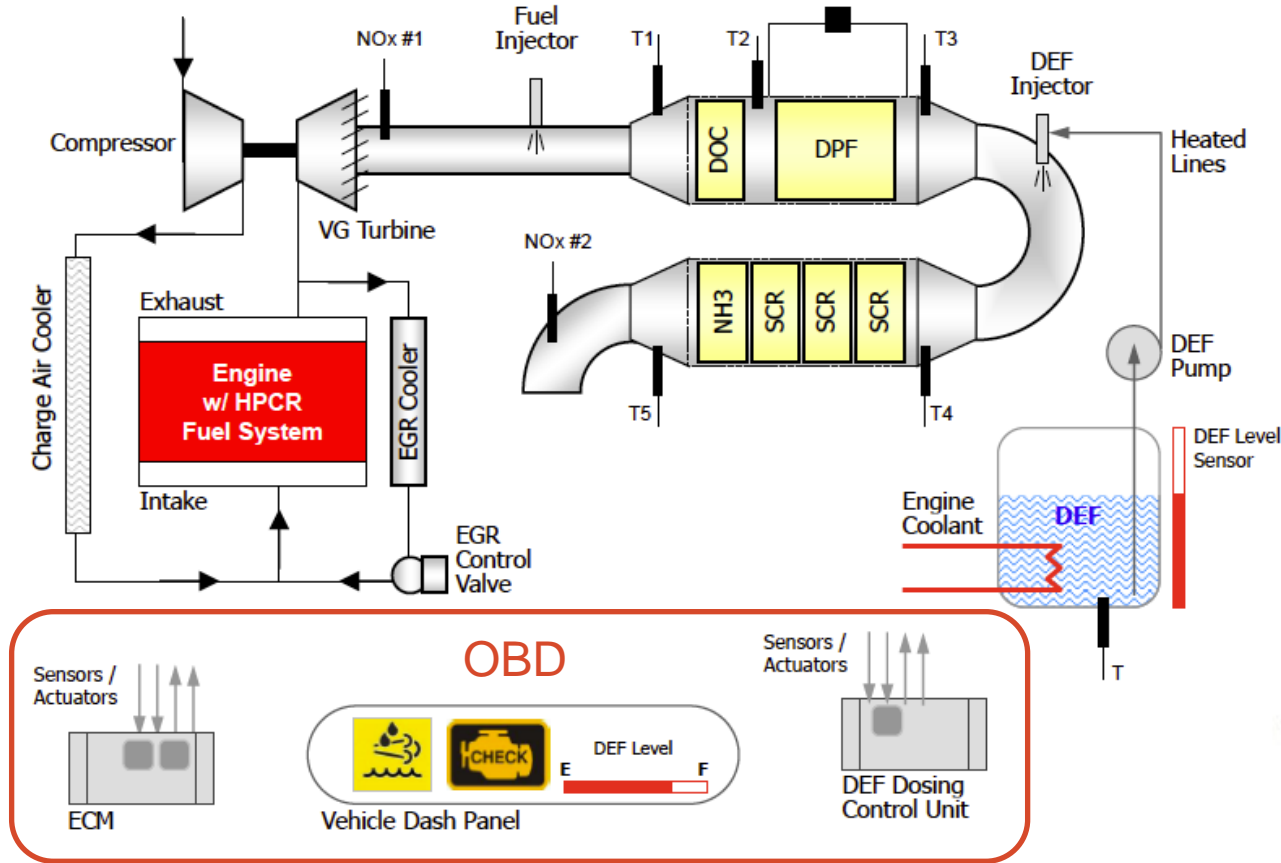 Fuel
Injector
NOx #1
T1
T2
T3
DEF
Injector
Compressor
DOC
DPF
Heated
Lines
VG Turbine
NOx #2
Exhaust
Charge Air Cooler
Engine
w/ HPCR
Fuel System
EGR Cooler
NH3
SCR
SCR
SCR
DEF
Pump
T5
T4
DEF Level
Sensor
Intake
Engine
Coolant
DEF
EGR
Control
Valve
T
OBD
Sensors /
Actuators
Sensors /
Actuators
CHECK
DEF Level
E
F
ECM
Vehicle Dash Panel
DEF Dosing
Control Unit